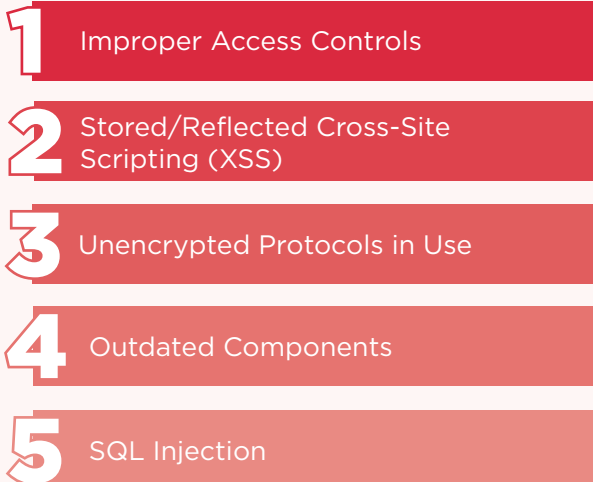 1 Improper Access Controls
2 Stored/Reflected Cross-Site
Scripting (XSS)
3 Unencrypted Protocols in Use
4 Outdated Components
5 SQL Injection